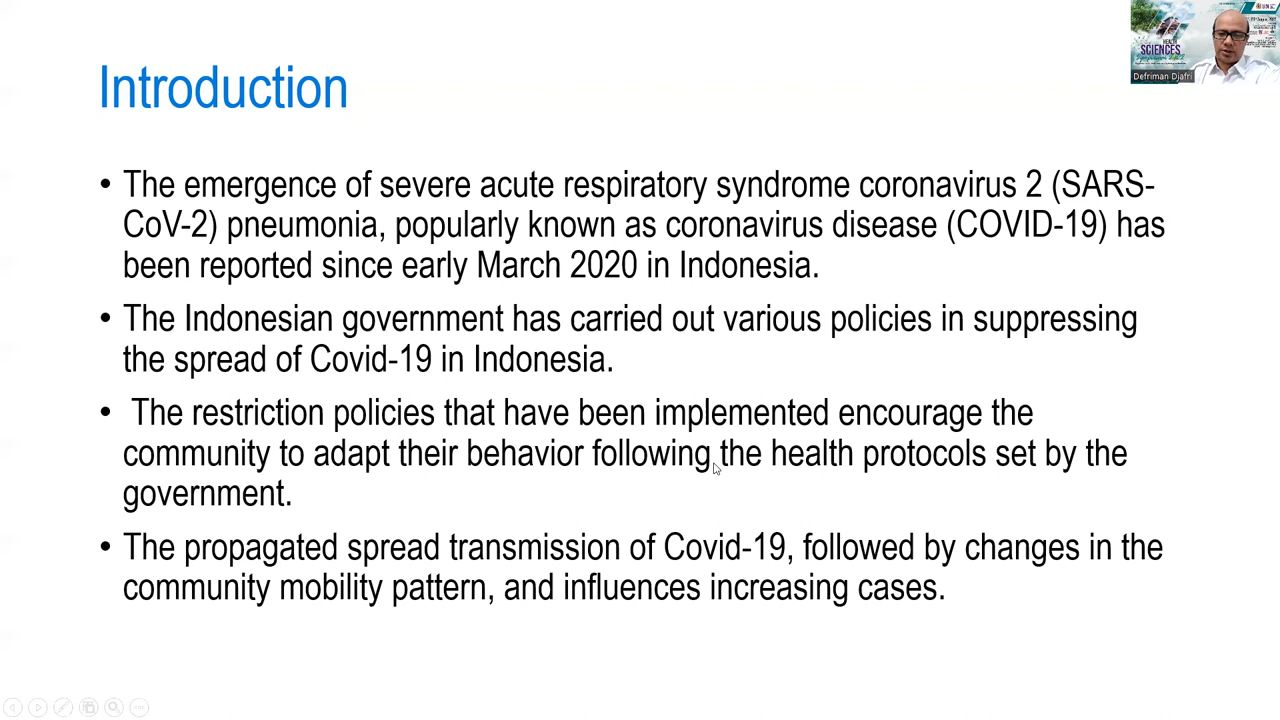 Introduction
• The emergence of severe acute respiratory syndrome coronavirus 2 (SARS-
CoV-2) pneumonia, popularly known as coronavirus disease (COVID-19) has
been reported since early March 2020 in Indonesia.
• The Indonesian government has carried out various policies in suppressing
the spread of Covid-19 in Indonesia.
• The restriction policies that have been implemented encourage the
community to adapt their behavior following the health protocols set by the
government.
• The propagated spread transmission of Covid-19, followed by changes in the
community mobility pattern, and influences increasing cases.
HEALTH
SCIENCES
Defriman Djafri